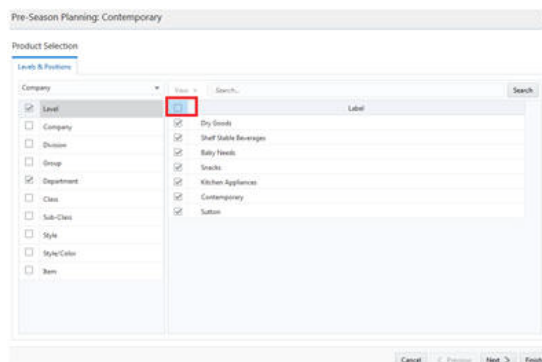 Pre-Season Planning: Contemporary
Product Selection
Levels & Positions
Company
View
Search...
Search
Level
Label
Company
Dry Goods
Division
Shelf Stable Beverages
Group
Baby Needs
Department
Snacks
Class
Kitchen Appliances
Sub-Class
Contemporary
Style
Sutton
Style/Color
Item
Cancel
Previous
Next
Finish